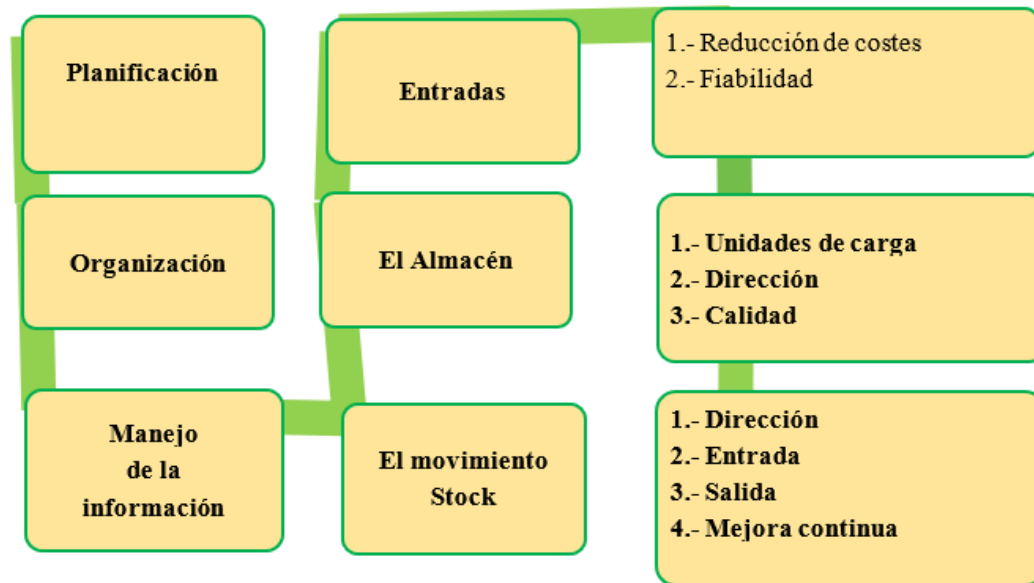 Planificación
Organización
Manejo
de la
información
El movimiento
Stock
El Almacén
Entradas
1.- Reducción de costes
2.- Fiabilidad
1.- Unidades de carga
2.- Dirección
3.- Calidad
1.- Dirección
2.- Entrada
3.- Salida
4.- Mejora continua